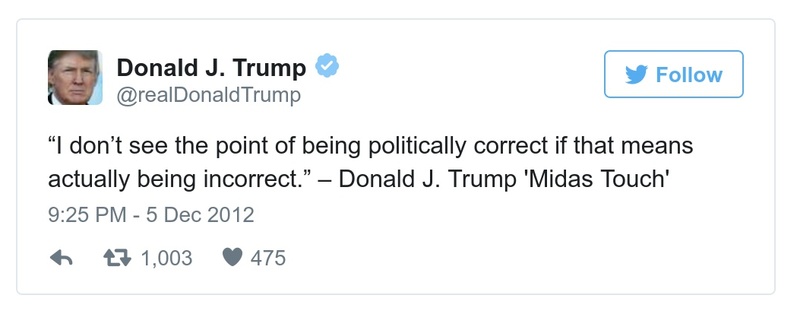 Donald J. Trump
@realDonaldTrump
Follow
“I don’t see the point of being politically correct if that means
actually being incorrect.” – Donald J. Trump 'Midas Touch'
9:25 PM - 5 Dec 2012
1,003 475